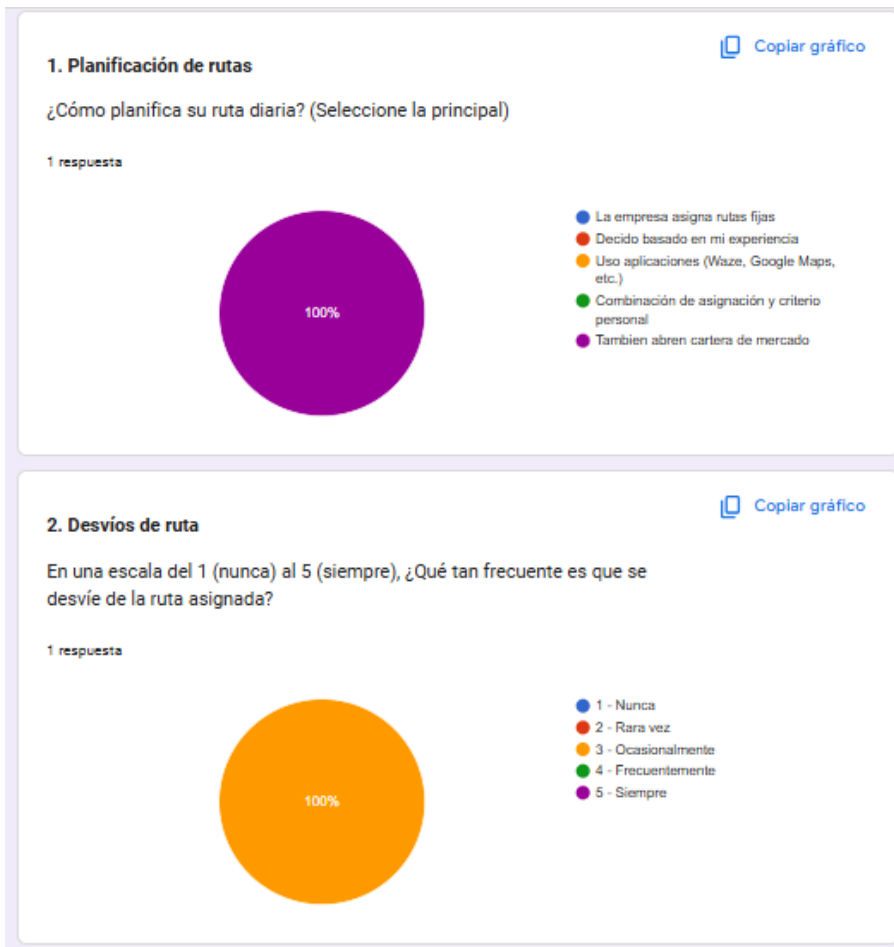 Copiar gráfico
1. Planificación de rutas
¿Cómo planifica su ruta diaria? (Seleccione la principal)
1 respuesta
100%
La empresa asigna rutas fijas
Decido basado en mi experiencia
Uso aplicaciones (Waze, Google Maps,
etc.)
Combinación de asignación y criterio
personal
Tambien abren cartera de mercado
Copiar gráfico
2. Desvíos de ruta
En una escala del 1 (nunca) al 5 (siempre), ¿Qué tan frecuente es que se
desvíe de la ruta asignada?
1 respuesta
100%
1 - Nunca
2 - Rara vez
3 - Ocasionalmente
4 - Frecuentemente
5 - Siempre